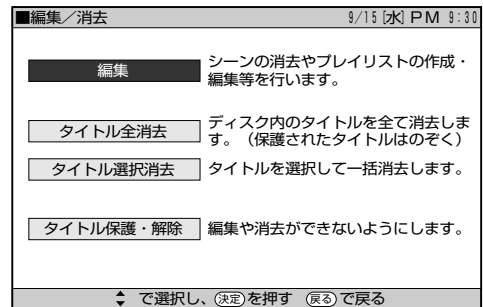 ■編集／消去 9/15[水]PM 9:30
編集 シーンの消去やプレイリストの作成・
編集等を行います。
タイトル全消去 ディスク内のタイトルを全て消去しま
す。（保護されたタイトルはのぞく）
タイトル選択消去 タイトルを選択して一括消去します。
タイトル保護・解除 編集や消去ができないようにします。
で選択し、決定を押す 戻るで戻る